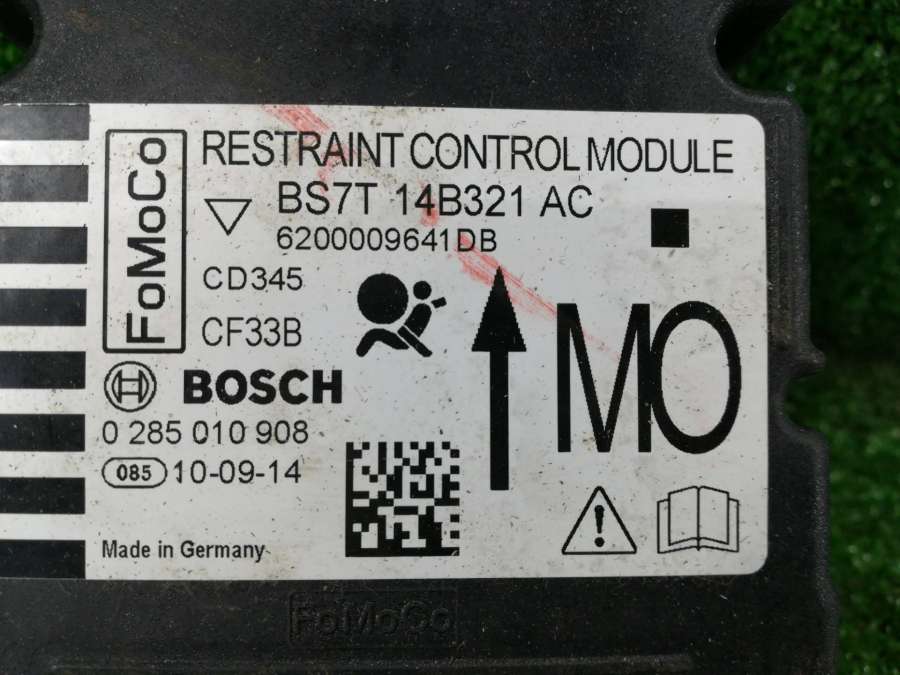 FoMoCo
RESTRAINT CONTROL MODULE
BS7T 14B321 AC
6200009641DB
CD345
CF33B
MO
BOSCH
0 285 010 908
085 10-09-14
Made in Germany
FoMoCo